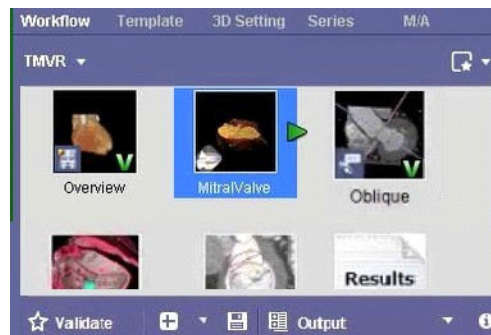 Workflow Template 3D Setting Series M/A
TMVR
Overview MitralValve Oblique
Results
Validate Output